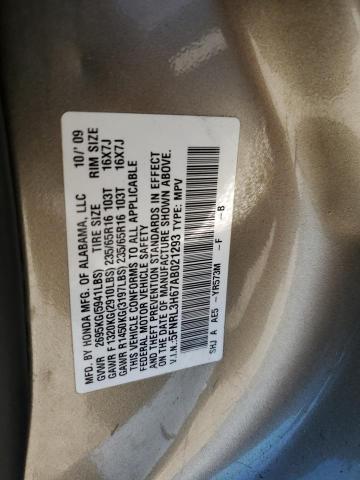 MFD. BY HONDA MFG. OF ALABAMA, LLC 10/'09
GVWR 2695KG(5941LBS) TIRE SIZE RIM SIZE
GAWR F 1320KG(2910LBS) 235/65R16 103T 16X7J
GAWR R1450KG(3197LBS) 235/65R16 103T 16X7J
THIS VEHICLE CONFORMS TO ALL APPLICABLE
FEDERAL MOTOR VEHICLE SAFETY
AND THEFT PREVENTION STANDARDS IN EFFECT
ON THE DATE OF MANUFACTURE SHOWN ABOVE.
V.I.N.:5FNRL3H67AB021293 TYPE: MPV
SHJ A AE5 -YR573M - F - B